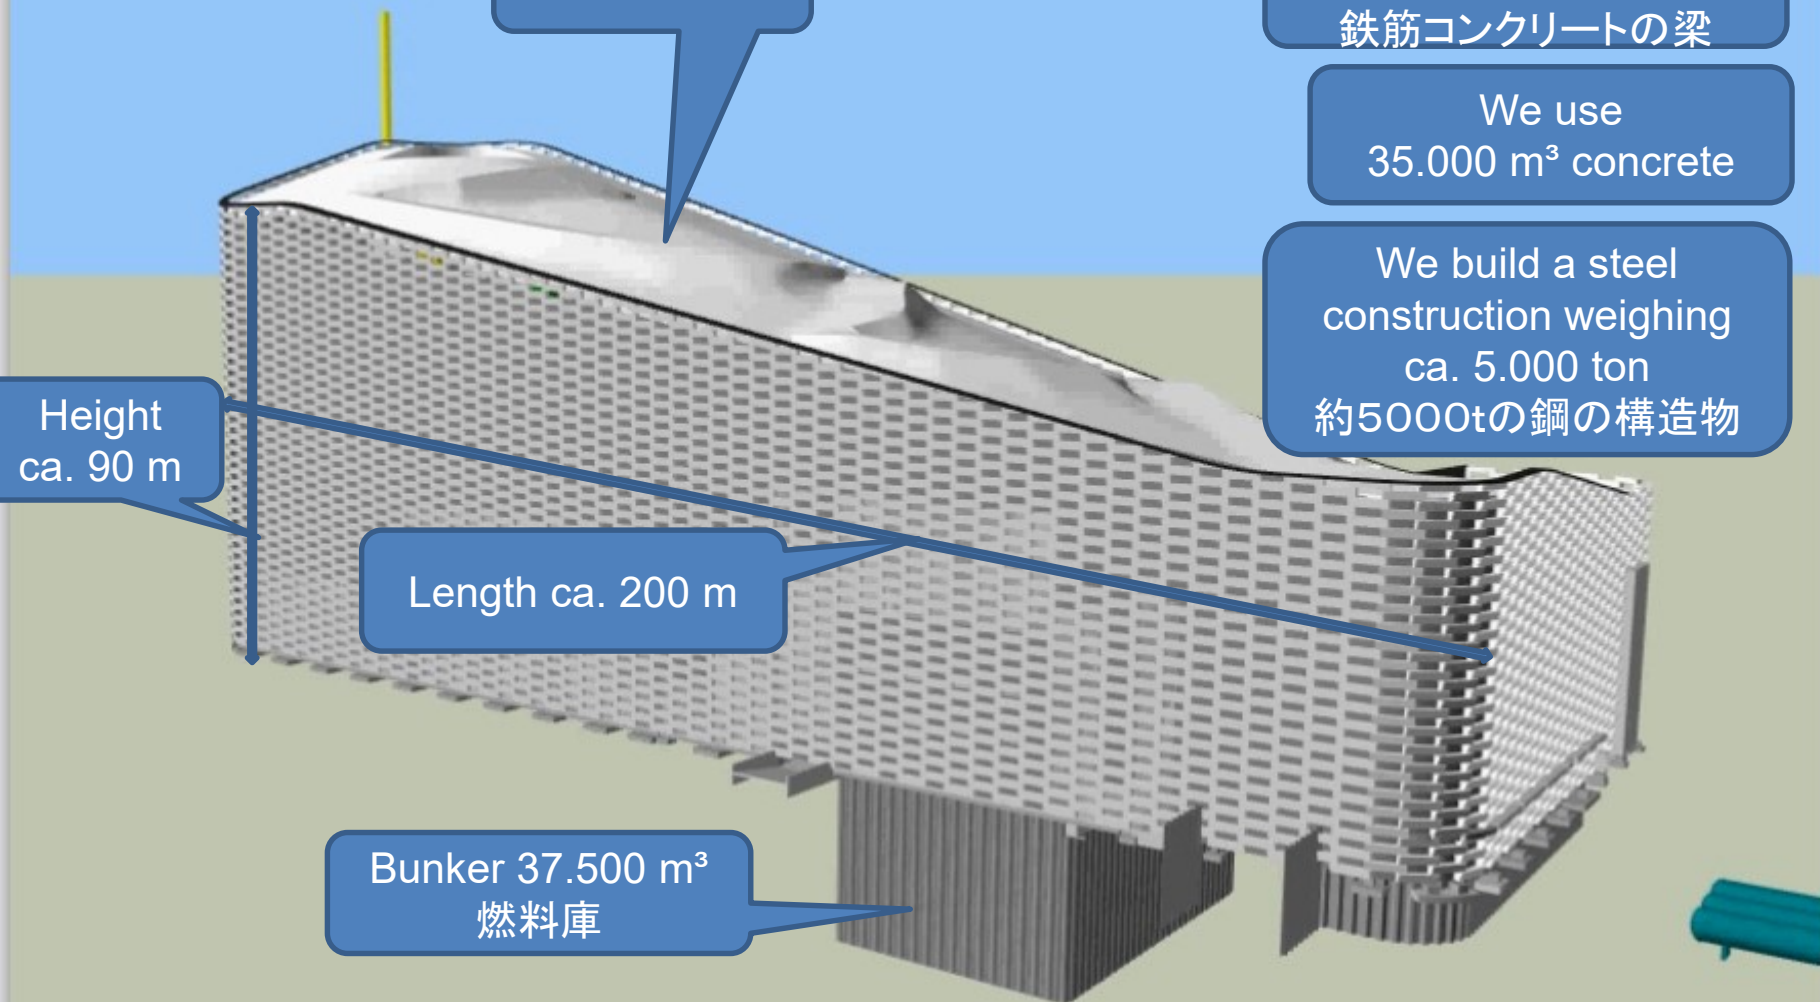 鉄筋コンクリートの梁
We use
35.000 m³ concrete
We build a steel
construction weighing
ca. 5.000 ton
約5000tの鋼の構造物
Height
ca. 90 m
Length ca. 200 m
Bunker 37.500 m³
燃料庫